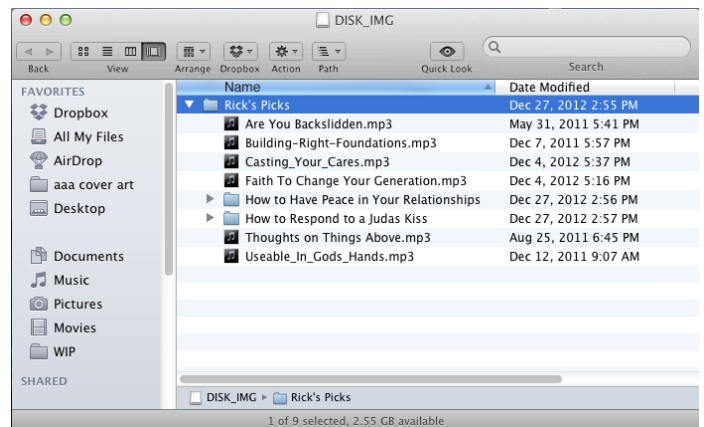 DISK_IMG
Back View Arrange Dropbox Action Path Quick Look Search
FAVORITES
Dropbox
All My Files
AirDrop
aaa cover art
Desktop
Documents
Music
Pictures
Movies
WIP
SHARED
Name Date Modified
Rick's Picks Dec 27, 2012 2:55 PM
Are You Backslidden.mp3 May 31, 2011 5:41 PM
Building-Right-Foundations.mp3 Dec 7, 2011 5:57 PM
Casting_Your_Cares.mp3 Dec 4, 2012 5:37 PM
Faith To Change Your Generation.mp3 Dec 4, 2012 5:16 PM
How to Have Peace in Your Relationships Dec 27, 2012 2:56 PM
How to Respond to a Judas Kiss Dec 27, 2012 2:57 PM
Thoughts on Things Above.mp3 Aug 25, 2011 6:45 PM
Useable_In_Gods_Hands.mp3 Dec 12, 2011 9:07 AM
DISK_IMG Rick's Picks
1 of 9 selected, 2.55 GB available